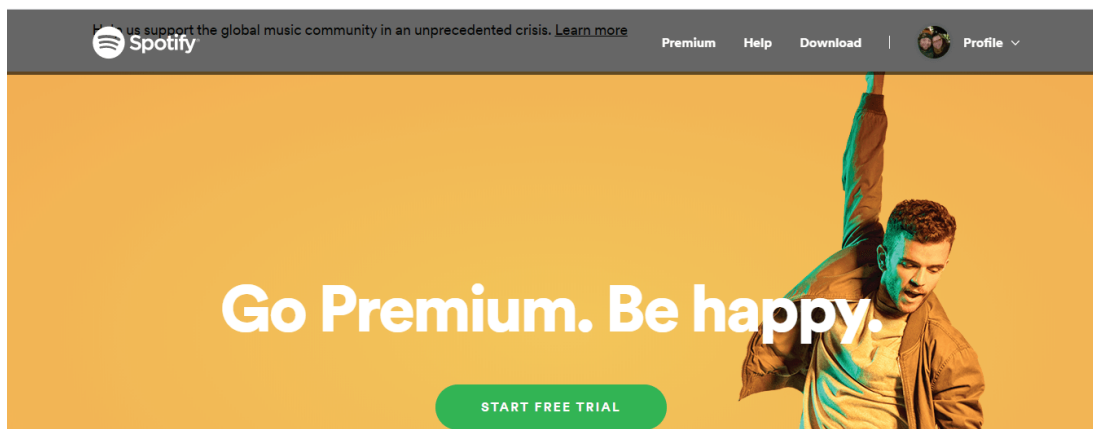 Help us support the global music community in an unprecedented crisis. Learn more
Spotify
Premium Help Download Profile
Go Premium. Be happy.
START FREE TRIAL